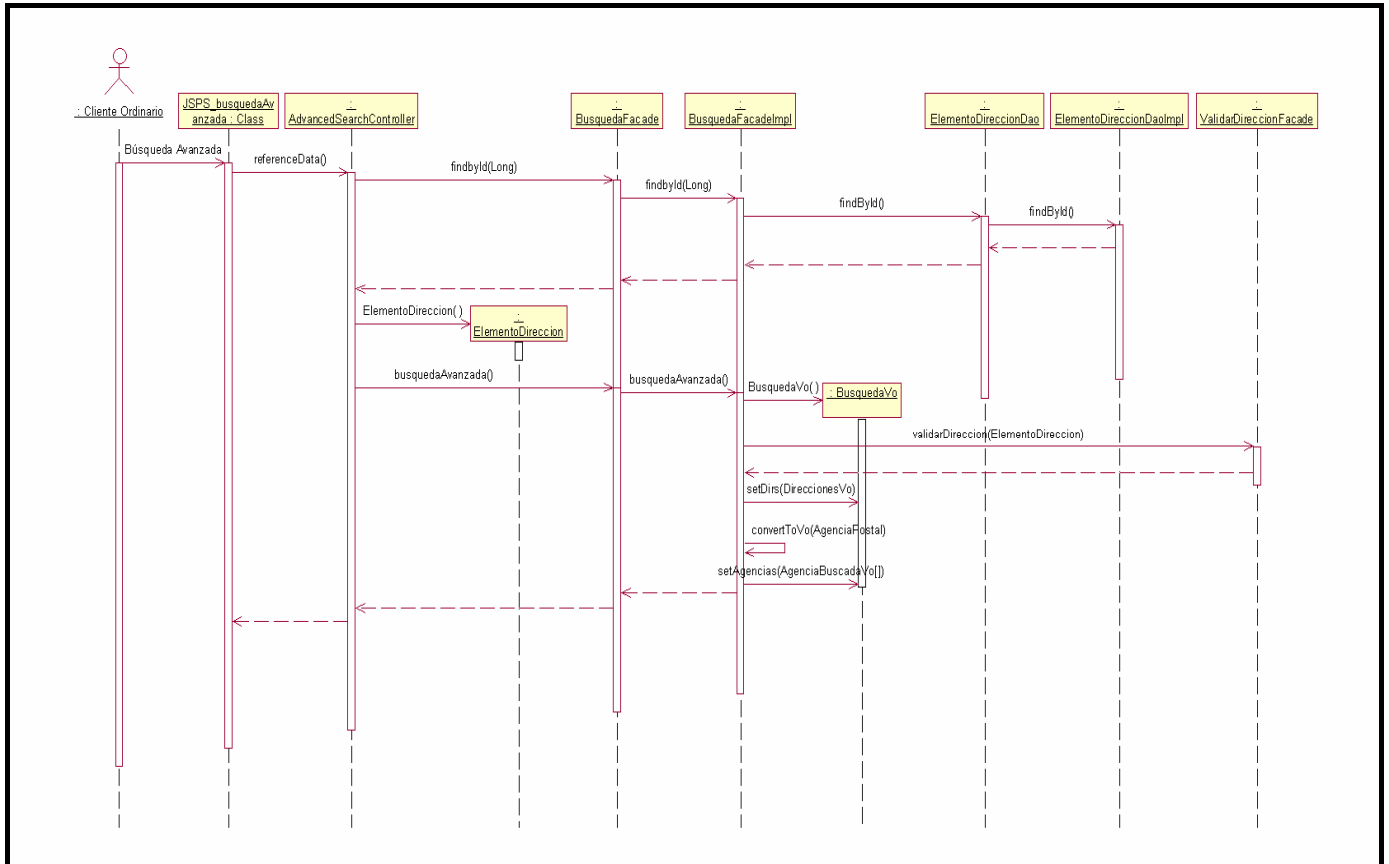 : Cliente Ordinario
JSPS_busquedaAv
anzada : Class
:
AdvancedSearchController
:
BusquedaFacade
:
BusquedaFacadeImpl
:
ElementoDireccionDao
:
ElementoDireccionDaoImpl
:
ValidarDireccionFacade
Búsqueda Avanzada
referenceData()
findbyId(Long)
findbyId(Long)
findById()
findById()
ElementoDireccion( )
:
ElementoDireccion
busquedaAvanzada()
busquedaAvanzada()
BusquedaVo( )
: BusquedaVo
validarDireccion(ElementoDireccion)
setDirs(DireccionesVo)
convertToVo(AgenciaPostal)
setAgencias(AgenciaBuscadaVo[])